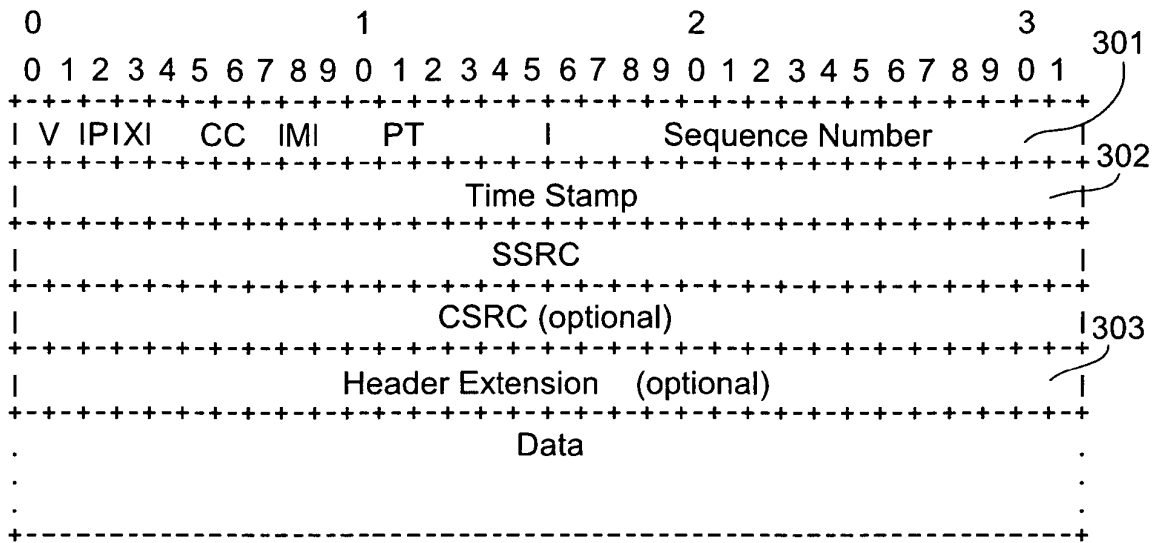 0 1 2 3
0 1 2 3 4 5 6 7 8 9 0 1 2 3 4 5 6 7 8 9 0 1 2 3 4 5 6 7 8 9 0 1 301
+-+-+-+-+-+-+-+-+-+-+-+-+-+-+-+-+-+-+-+-+-+-+-+-+-+-+-+-+-+-+-+-+
| V |P|X| CC |M| PT | Sequence Number |
+-+-+-+-+-+-+-+-+-+-+-+-+-+-+-+-+-+-+-+-+-+-+-+-+-+-+-+-+-+-+-+-+ 302
| Time Stamp |
+-+-+-+-+-+-+-+-+-+-+-+-+-+-+-+-+-+-+-+-+-+-+-+-+-+-+-+-+-+-+-+-+
| SSRC |
+-+-+-+-+-+-+-+-+-+-+-+-+-+-+-+-+-+-+-+-+-+-+-+-+-+-+-+-+-+-+-+-+
| CSRC (optional) | 303
+-+-+-+-+-+-+-+-+-+-+-+-+-+-+-+-+-+-+-+-+-+-+-+-+-+-+-+-+-+-+-+-+
| Header Extension (optional) |
+-+-+-+-+-+-+-+-+-+-+-+-+-+-+-+-+-+-+-+-+-+-+-+-+-+-+-+-+-+-+-+-+
. Data .
. .
. .
+---------------------------------------------------------------+